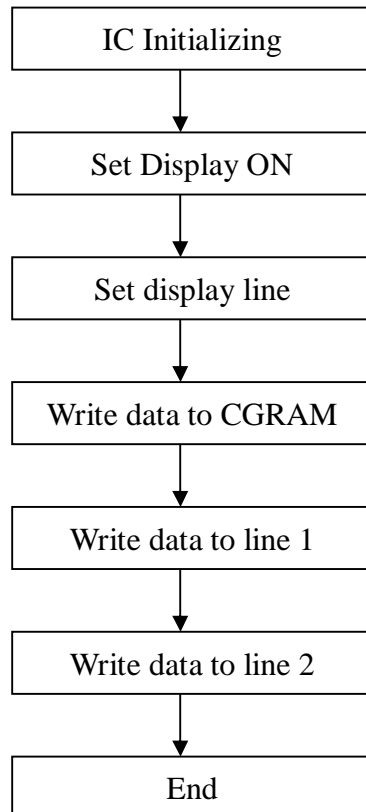 IC Initializing
Set Display ON
Set display line
Write data to CGRAM
Write data to line 1
Write data to line 2
End